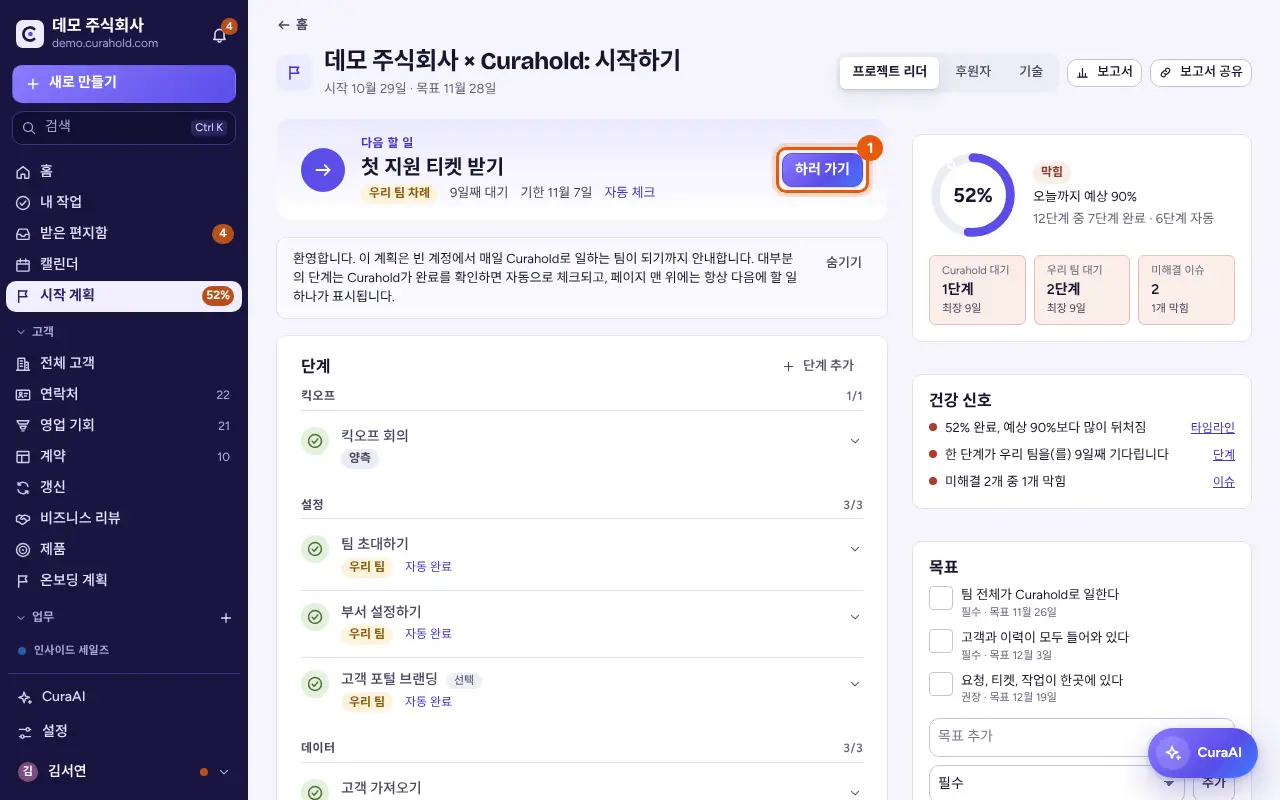 데모 주식회사
demo.curahold.com
4
새로 만들기
검색
Ctrl K
홈
내 작업
받은 편지함
4
캘린더
시작 계획
52%
고객
전체 고객
연락처
22
영업 기회
21
계약
10
갱신
비즈니스 리뷰
제품
온보딩 계획
업무
인사이드 세일즈
CuraAI
설정
김
김서연
← 홈
데모 주식회사 × Curahold: 시작하기
시작 10월 29일 · 목표 11월 28일
프로젝트 리더
후원자
기술
보고서
보고서 공유
다음 할 일
첫 지원 티켓 받기
우리 팀 차례
9일째 대기
기한 11월 7일
자동 체크
하러 가기
1
환영합니다. 이 계획은 빈 계정에서 매일 Curahold로 일하는 팀이 되기까지 안내합니다. 대부분
의 단계는 Curahold가 완료를 확인하면 자동으로 체크되고, 페이지 맨 위에는 항상 다음에 할 일
하나가 표시됩니다.
숨기기
단계
단계 추가
킥오프
1/1
킥오프 회의
양측
설정
3/3
팀 초대하기
우리 팀
자동 완료
부서 설정하기
우리 팀
자동 완료
고객 포털 브랜딩
선택
우리 팀
자동 완료
데이터
3/3
고객 가져오기
52%
막힘
오늘까지 예상 90%
12단계 중 7단계 완료 · 6단계 자동
Curahold 대기
1단계
최장 9일
우리 팀 대기
2단계
최장 9일
미해결 이슈
2
1개 막힘
건강 신호
52% 완료, 예상 90%보다 많이 뒤처짐
타임라인
한 단계가 우리 팀을(를) 9일째 기다립니다
단계
미해결 2개 중 1개 막힘
이슈
목표
팀 전체가 Curahold로 일한다
필수 · 목표 11월 26일
고객과 이력이 모두 들어와 있다
필수 · 목표 12월 3일
요청, 티켓, 작업이 한곳에 있다
권장 · 목표 12월 19일
목표 추가
필수
추가
CuraAI